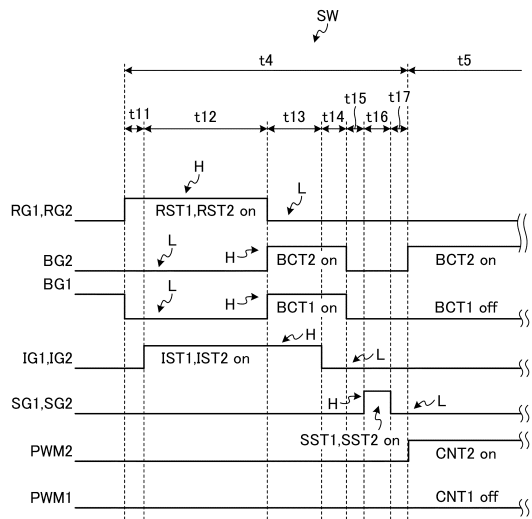 SW
t4 t5
t11 t12 t13 t14 t15 t16 t17
H
RG1,RG2 RST1,RST2 on L
BG2 L H BCT2 on BCT2 on
BG1 L H BCT1 on BCT1 off
H
IG1,IG2 IST1,IST2 on L
SG1,SG2 H L
SST1,SST2 on
PWM2 CNT2 on
PWM1 CNT1 off